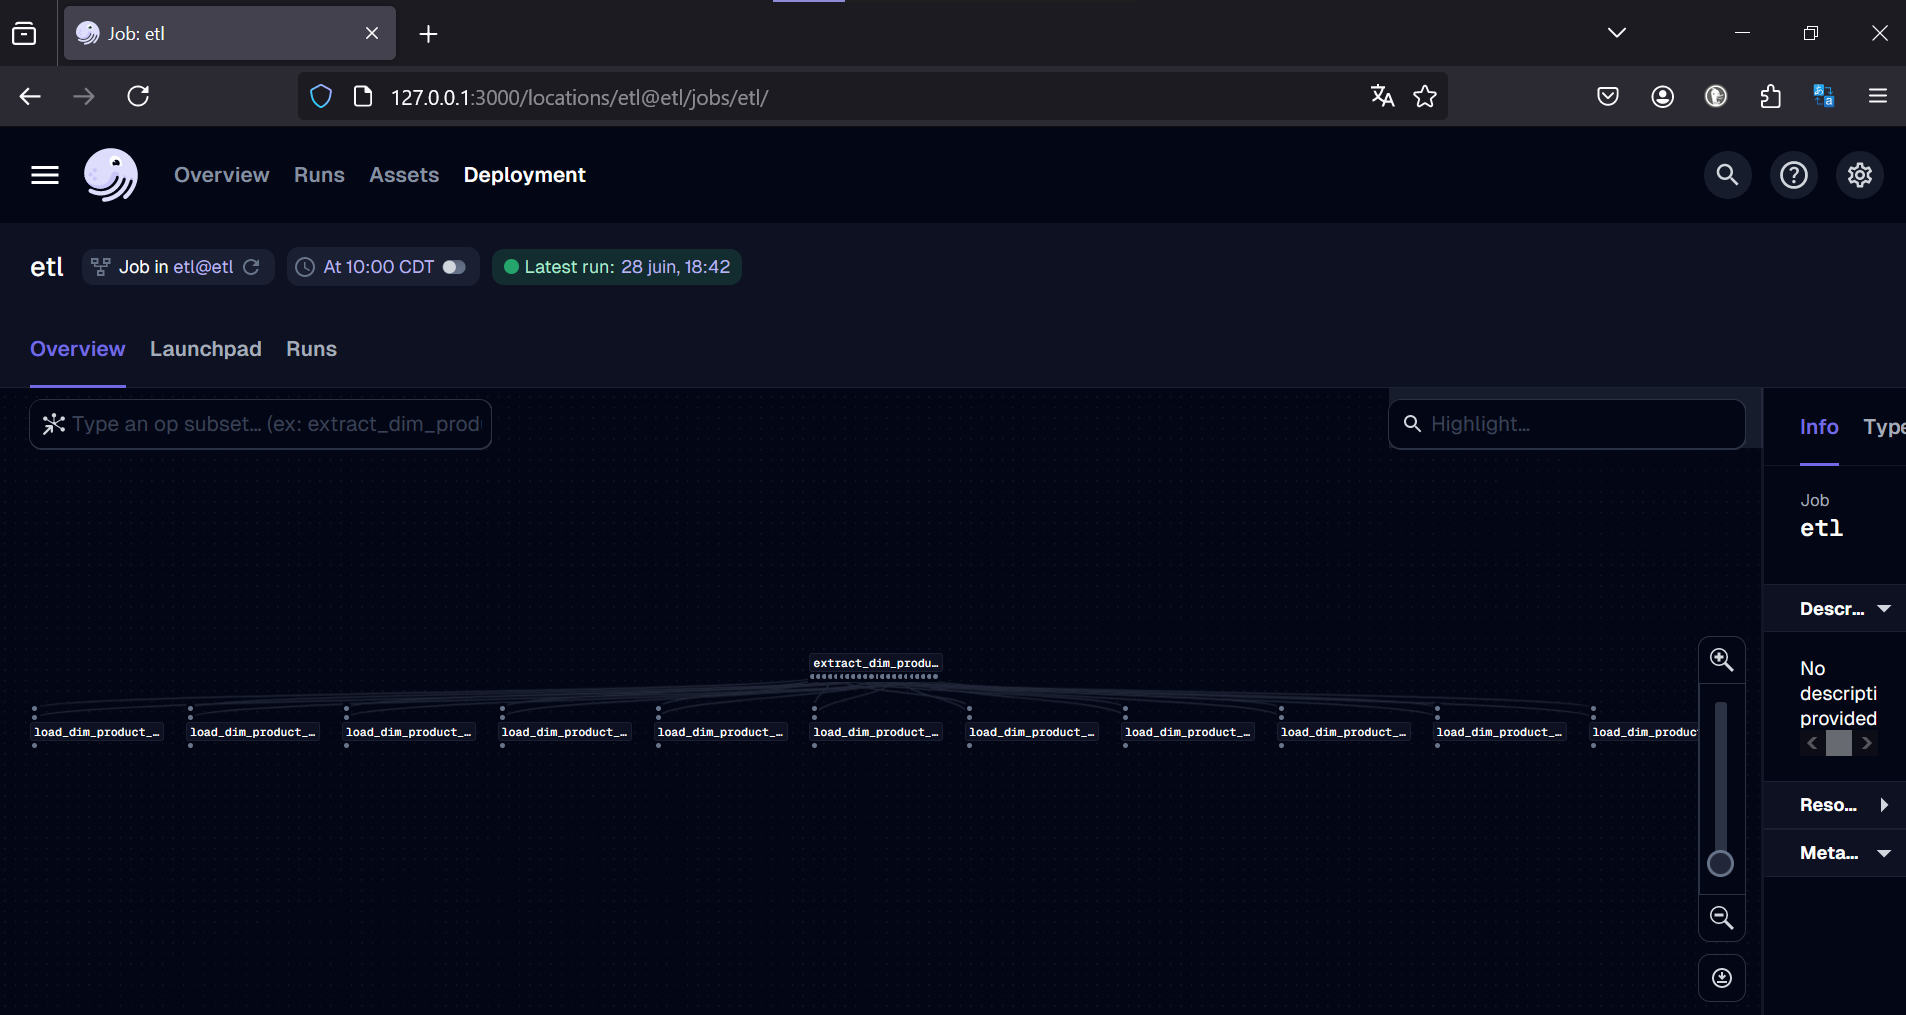 Job: etl
127.0.0.1:3000/locations/etl@etl/jobs/etl/
Overview Runs Assets Deployment
etl Job in etl@etl At 10:00 CDT Latest run: 28 juin, 18:42
Overview Launchpad Runs
Type an op subset… (ex: extract_dim_prod
Highlight…
Info Type
Job
etl
Descr…
No
descripti
provided
Reso…
Meta…
extract_dim_produ…
load_dim_product_… load_dim_product_… load_dim_product_… load_dim_product_… load_dim_product_… load_dim_product_… load_dim_product_… load_dim_product_… load_dim_product_… load_dim_product_… load_dim_produc